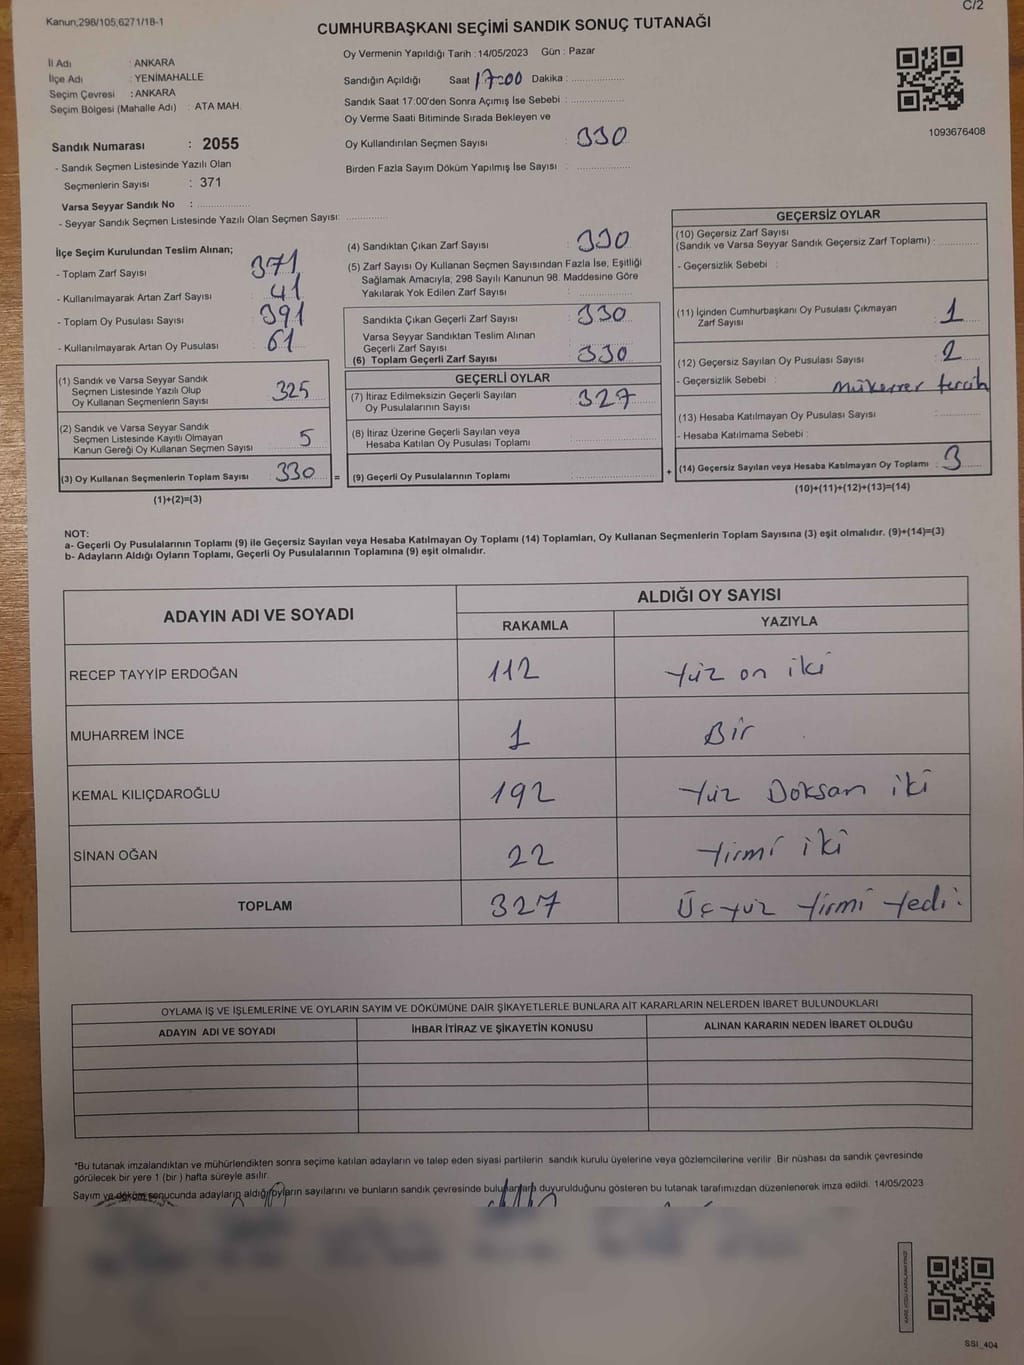 Kanun;298/105;6271/18-1
C/2
CUMHURBAŞKANI SEÇİMİ SANDIK SONUÇ TUTANAĞI
İl Adı : ANKARA
İlçe Adı : YENİMAHALLE
Seçim Çevresi : ANKARA
Seçim Bölgesi (Mahalle Adı) : ATA MAH.
Oy Vermenin Yapıldığı Tarih : 14/05/2023 Gün : Pazar
Sandığın Açıldığı Saat 17:00 Dakika :
Sandık Saat 17:00'den Sonra Açımış İse Sebebi :
Oy Verme Saati Bitiminde Sırada Bekleyen ve
Oy Kullandırılan Seçmen Sayısı : 330
Birden Fazla Sayım Döküm Yapılmış İse Sayısı :
1093676408
Sandık Numarası : 2055
- Sandık Seçmen Listesinde Yazılı Olan
Seçmenlerin Sayısı : 371
Varsa Seyyar Sandık No :
- Seyyar Sandık Seçmen Listesinde Yazılı Olan Seçmen Sayısı:
İlçe Seçim Kurulundan Teslim Alınan;
- Toplam Zarf Sayısı : 371
- Kullanılmayarak Artan Zarf Sayısı : 41
- Toplam Oy Pusulası Sayısı : 391
- Kullanılmayarak Artan Oy Pusulası : 61
(1) Sandık ve Varsa Seyyar Sandık
Seçmen Listesinde Yazılı Olup
Oy Kullanan Seçmenlerin Sayısı : 325
(2) Sandık ve Varsa Seyyar Sandık
Seçmen Listesinde Kayıtlı Olmayan
Kanun Gereği Oy Kullanan Seçmen Sayısı : 5
(3) Oy Kullanan Seçmenlerin Toplam Sayısı : 330 =
(1)+(2)=(3)
(4) Sandıktan Çıkan Zarf Sayısı : 330
(5) Zarf Sayısı Oy Kullanan Seçmen Sayısından Fazla İse, Eşitliği
Sağlamak Amacıyla; 298 Sayılı Kanunun 98. Maddesine Göre
Yakılarak Yok Edilen Zarf Sayısı :
Sandıkta Çıkan Geçerli Zarf Sayısı : 330
Varsa Seyyar Sandıktan Teslim Alınan
Geçerli Zarf Sayısı :
(6) Toplam Geçerli Zarf Sayısı : 330
GEÇERLİ OYLAR
(7) İtiraz Edilmeksizin Geçerli Sayılan
Oy Pusulalarının Sayısı : 327
(8) İtiraz Üzerine Geçerli Sayılan veya
Hesaba Katılan Oy Pusulası Toplamı :
(9) Geçerli Oy Pusulalarının Toplamı : +
GEÇERSİZ OYLAR
(10) Geçersiz Zarf Sayısı
(Sandık ve Varsa Seyyar Sandık Geçersiz Zarf Toplamı) :
- Geçersizlik Sebebi :
(11) İçinden Cumhurbaşkanı Oy Pusulası Çıkmayan
Zarf Sayısı : 1
(12) Geçersiz Sayılan Oy Pusulası Sayısı : 2
- Geçersizlik Sebebi : Mükerrer tercih
(13) Hesaba Katılmayan Oy Pusulası Sayısı :
- Hesaba Katılmama Sebebi :
(14) Geçersiz Sayılan veya Hesaba Katılmayan Oy Toplamı : 3
(10)+(11)+(12)+(13)=(14)
NOT:
a- Geçerli Oy Pusulalarının Toplamı (9) ile Geçersiz Sayılan veya Hesaba Katılmayan Oy Toplamı (14) Toplamları, Oy Kullanan Seçmenlerin Toplam Sayısına (3) eşit olmalıdır. (9)+(14)=(3)
b- Adayların Aldığı Oyların Toplamı, Geçerli Oy Pusulalarının Toplamına (9) eşit olmalıdır.
ADAYIN ADI VE SOYADI ALDIĞI OY SAYISI
RAKAMLA YAZIYLA
RECEP TAYYİP ERDOĞAN 112 Yüz on iki
MUHARREM İNCE 1 Bir
KEMAL KILIÇDAROĞLU 192 Yüz Doksan iki
SİNAN OĞAN 22 Yirmi iki
TOPLAM 327 Üç Yüz Yirmi Yedi.
OYLAMA İŞ VE İŞLEMLERİNE VE OYLARIN SAYIM VE DÖKÜMÜNE DAİR ŞİKAYETLERLE BUNLARA AİT KARARLARIN NELERDEN İBARET BULUNDUKLARI
ADAYIN ADI VE SOYADI İHBAR İTİRAZ VE ŞİKAYETİN KONUSU ALINAN KARARIN NEDEN İBARET OLDUĞU
*Bu tutanak imzalandıktan ve mühürlendikten sonra seçime katılan adayların ve talep eden siyasi partilerin sandık kurulu üyelerine veya gözlemcilerine verilir. Bir nüshası da sandık çevresinde
görülecek bir yere 1 (bir ) hafta süreyle asılır.
Sayım ve döküm sonucunda adayların aldığı oyların sayılarını ve bunların sandık çevresinde bulunanlara duyurulduğunu gösteren bu tutanak tarafımızdan düzenlenerek imza edildi. 14/05/2023
SSI_404